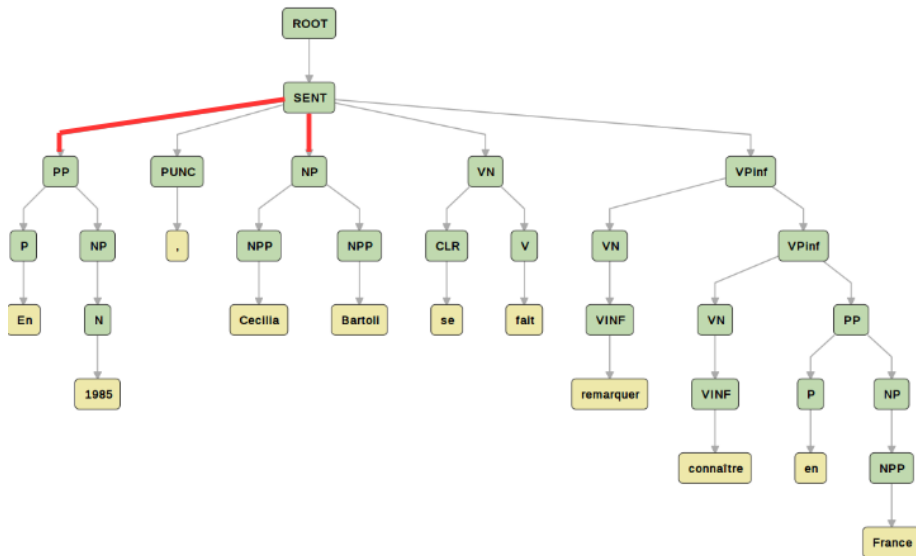 ROOT
SENT
PP PUNC NP VN VPinf
P NP , NPP NPP CLR V VN VPinf
En N Cecilia Bartoli se fait VINF VN PP
1985 remarquer VINF P NP
connaître en NPP
France